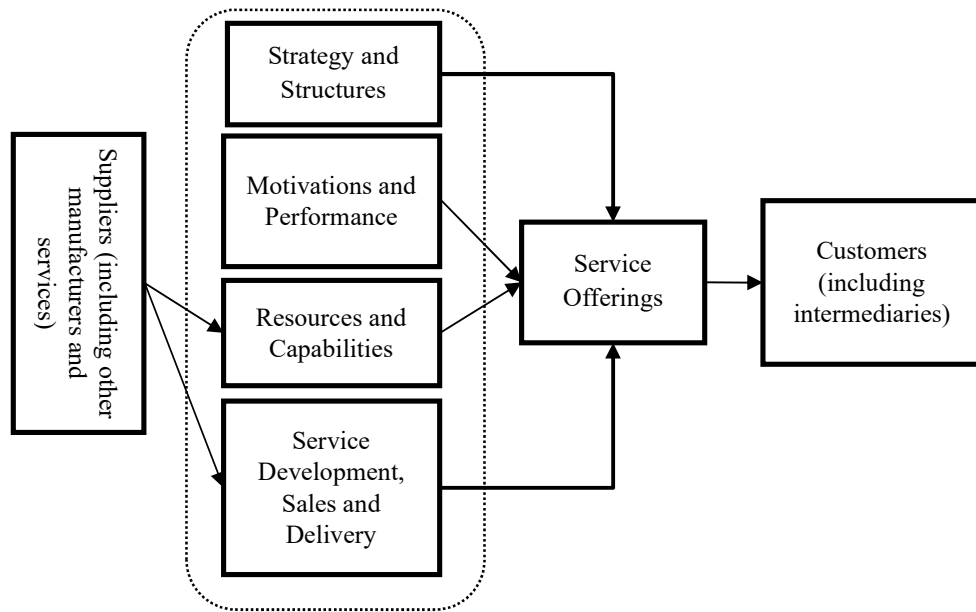 Strategy and
Structures
Suppliers (including other
manufacturers and
services)
Motivations and
Performance
Resources and
Capabilities
Service
Development,
Sales and
Delivery
Service
Offerings
Customers
(including
intermediaries)